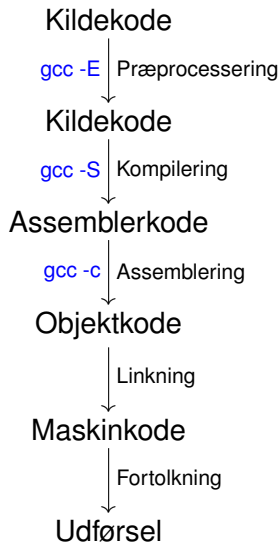 Kildekode
gcc -E Præprocessering
Kildekode
gcc -S Kompilering
Assemblerkode
gcc -c Assemblering
Objektkode
Linkning
Maskinkode
Fortolkning
Udførsel